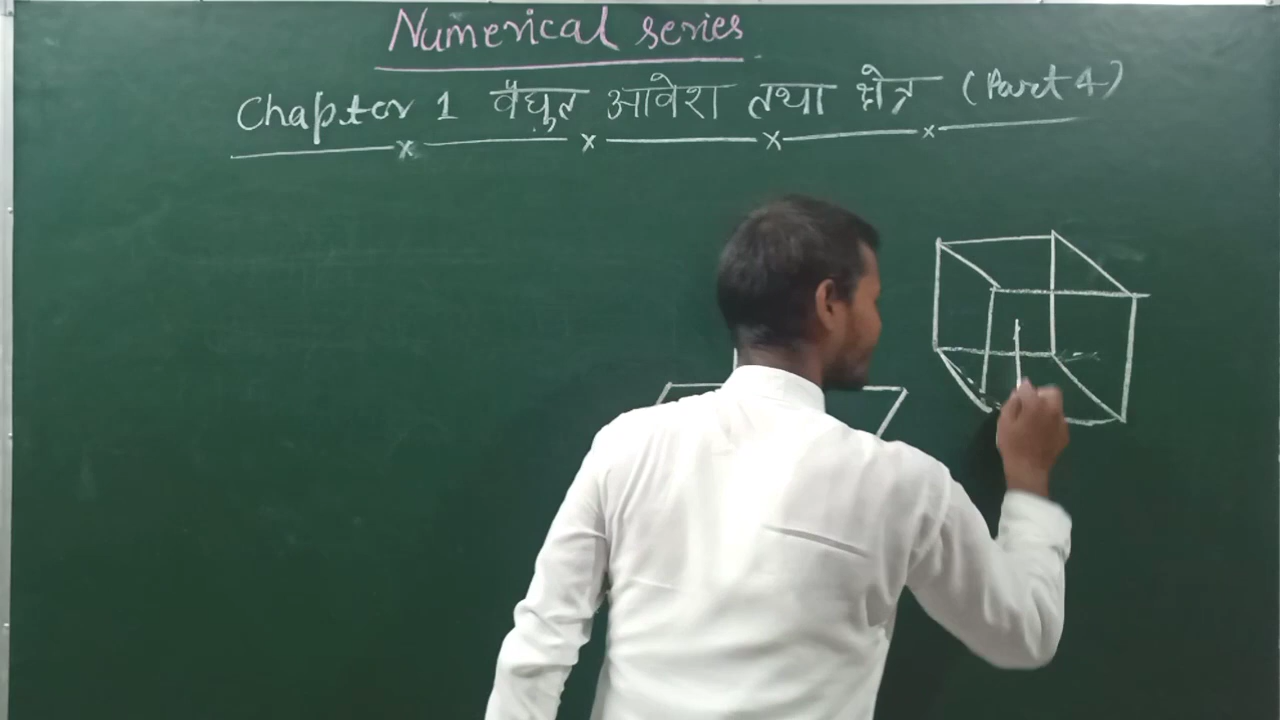 Numerical series
Chapter 1 वैद्युत आवेश तथा क्षेत्र (Part 4)